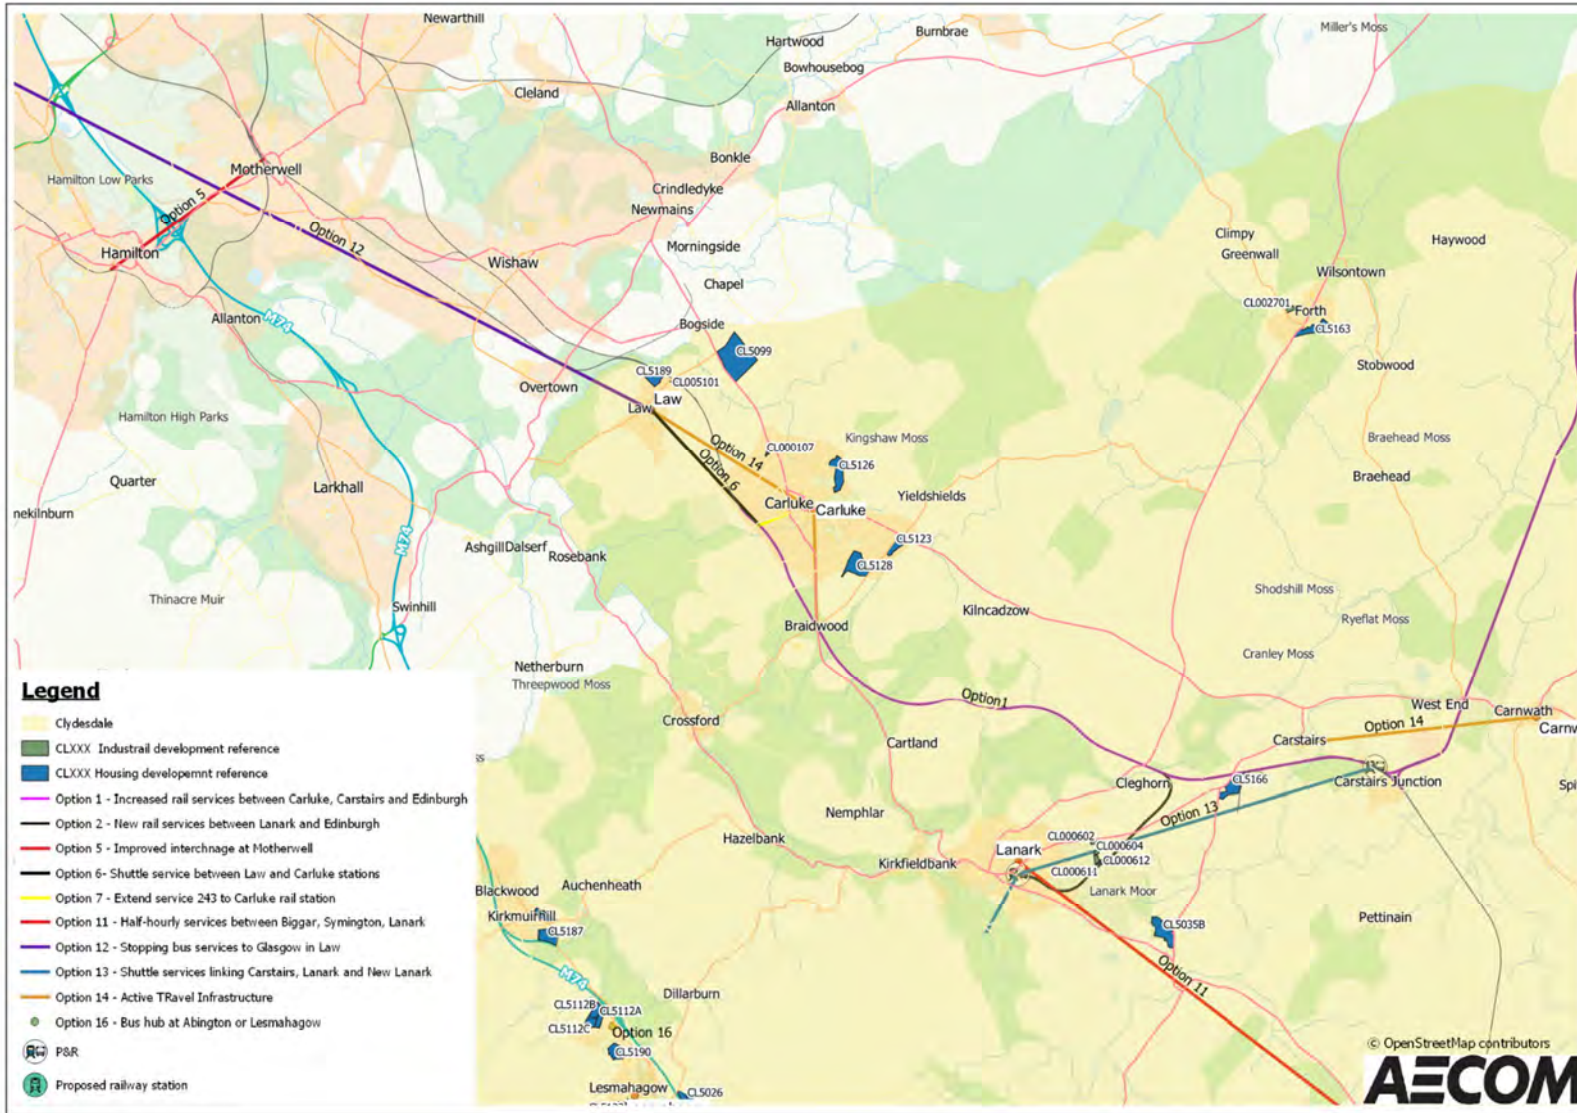 Newarthill
Miller's Moss
Burnbrae
Hartwood
Bowhousebog
Cleland
Allanton
Bonkle
Motherwell
Hamilton Low Parks
Crindledyke
Option 5
Newmains
Option 12
Climpy
Haywood
Morningside
Hamilton
Greenwall
Wishaw
Wilsontown
Chapel
CL002701
Forth
Allanton
M74
Bogside
CL5163
CL5099
Stobwood
CL5189
CL005101
Overtown
Law
Law
Hamilton High Parks
Kingshaw Moss
Braehead Moss
Option 14
CL000107
Option 6
CL5126
Quarter
Braehead
Larkhall
Yieldshields
Carluke
Carluke
nekilnburn
M74
CL5123
Ashgill
Dalserf
Rosebank
CL5128
Shodshill Moss
Thinacre Muir
Swinhill
Kilncadzow
Braidwood
Ryeflat Moss
Cranley Moss
Netherburn
Threepwood Moss
Option1
West End
Carnwath
Crossford
Option 14
Carnw
Carstairs
Cartland
ss
Cleghorn
CL5166
Carstairs Junction
Spi
Nemphlar
Option 13
Hazelbank
CL000602
Lanark
CL000604
Kirkfieldbank
CL000612
CL000611
Lanark Moor
Blackwood
Auchenheath
Kirkmuirhill
Pettinain
CL5187
CL5035B
M74
Option 11
Dillarburn
CL5112B
CL5112A
CL5112C
Option 16
CL5190
Lesmahagow
CL5026
Legend
Clydesdale
CLXXX Industrail development reference
CLXXX Housing developemnt reference
Option 1 - Increased rail services between Carluke, Carstairs and Edinburgh
Option 2 - New rail services between Lanark and Edinburgh
Option 5 - Improved interchnage at Motherwell
Option 6- Shuttle service between Law and Carluke stations
Option 7 - Extend service 243 to Carluke rail station
Option 11 - Half-hourly services between Biggar, Symington, Lanark
Option 12 - Stopping bus services to Glasgow in Law
Option 13 - Shuttle services linking Carstairs, Lanark and New Lanark
Option 14 - Active TRavel Infrastructure
Option 16 - Bus hub at Abington or Lesmahagow
P&R
Proposed railway station
© OpenStreetMap contributors
AECOM